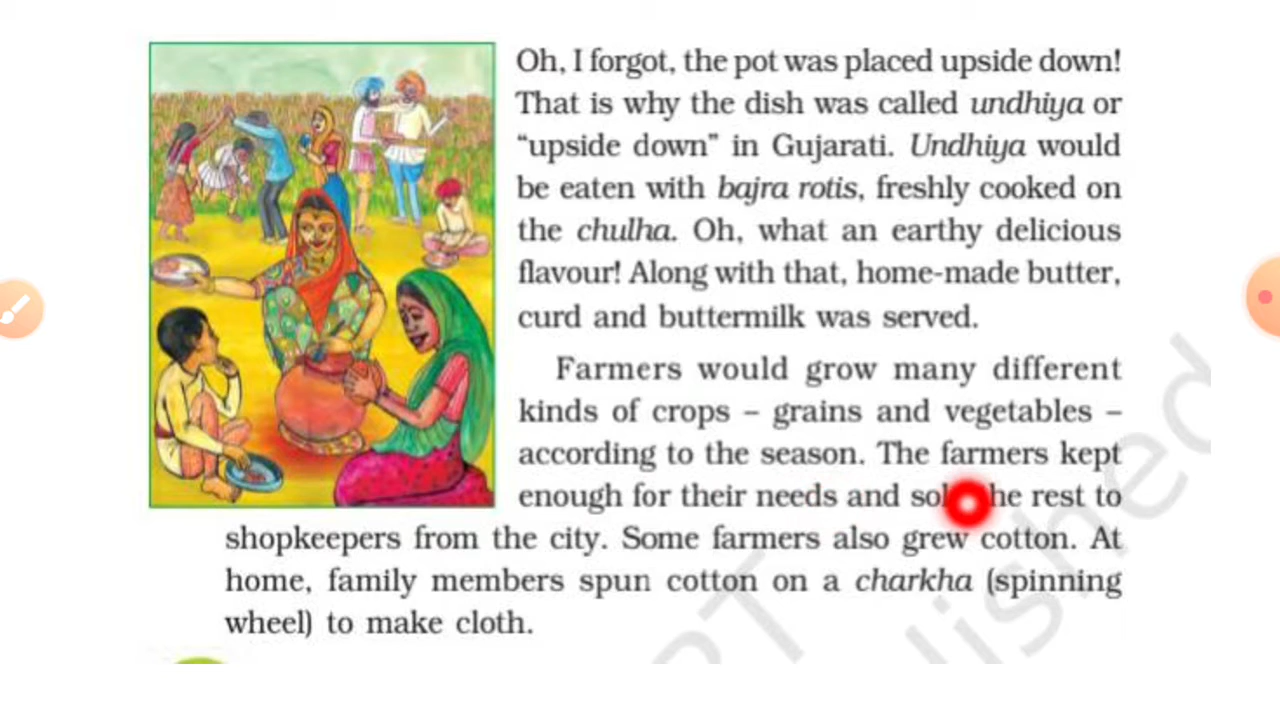 Oh, I forgot, the pot was placed upside down!
That is why the dish was called undhiya or
“upside down” in Gujarati. Undhiya would
be eaten with bajra rotis, freshly cooked on
the chulha. Oh, what an earthy delicious
flavour! Along with that, home-made butter,
curd and buttermilk was served.
Farmers would grow many different
kinds of crops – grains and vegetables –
according to the season. The farmers kept
enough for their needs and rest to
shopkeepers from the city. Some farmers also grew cotton. At
home, family members spun cotton on a charkha (spinning
wheel) to make cloth.